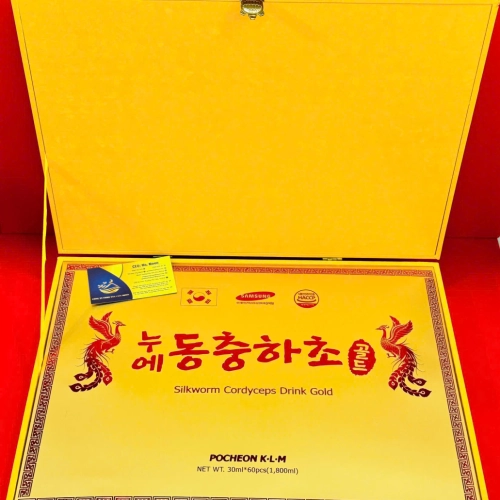 SAMSUNG
HACCP
누에 동충하초 골드
Silkworm Cordyceps Drink Gold
POCHEON K·L·M
NET WT. 30ml*60pcs(1,800ml)